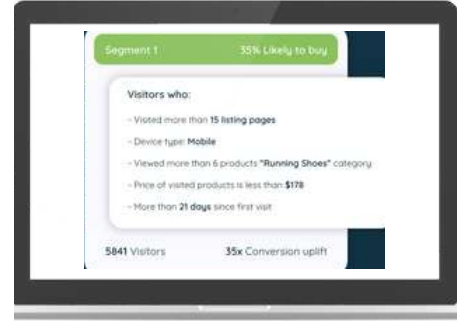 Segment 1 35% Likely to buy
Visitors who:
- Visited more than 15 listing pages
- Device type: Mobile
- Viewed more than 6 products "Running Shoes" category
- Price of visited products is less than $178
- More than 21 days since first visit
5841 Visitors 35x Conversion uplift